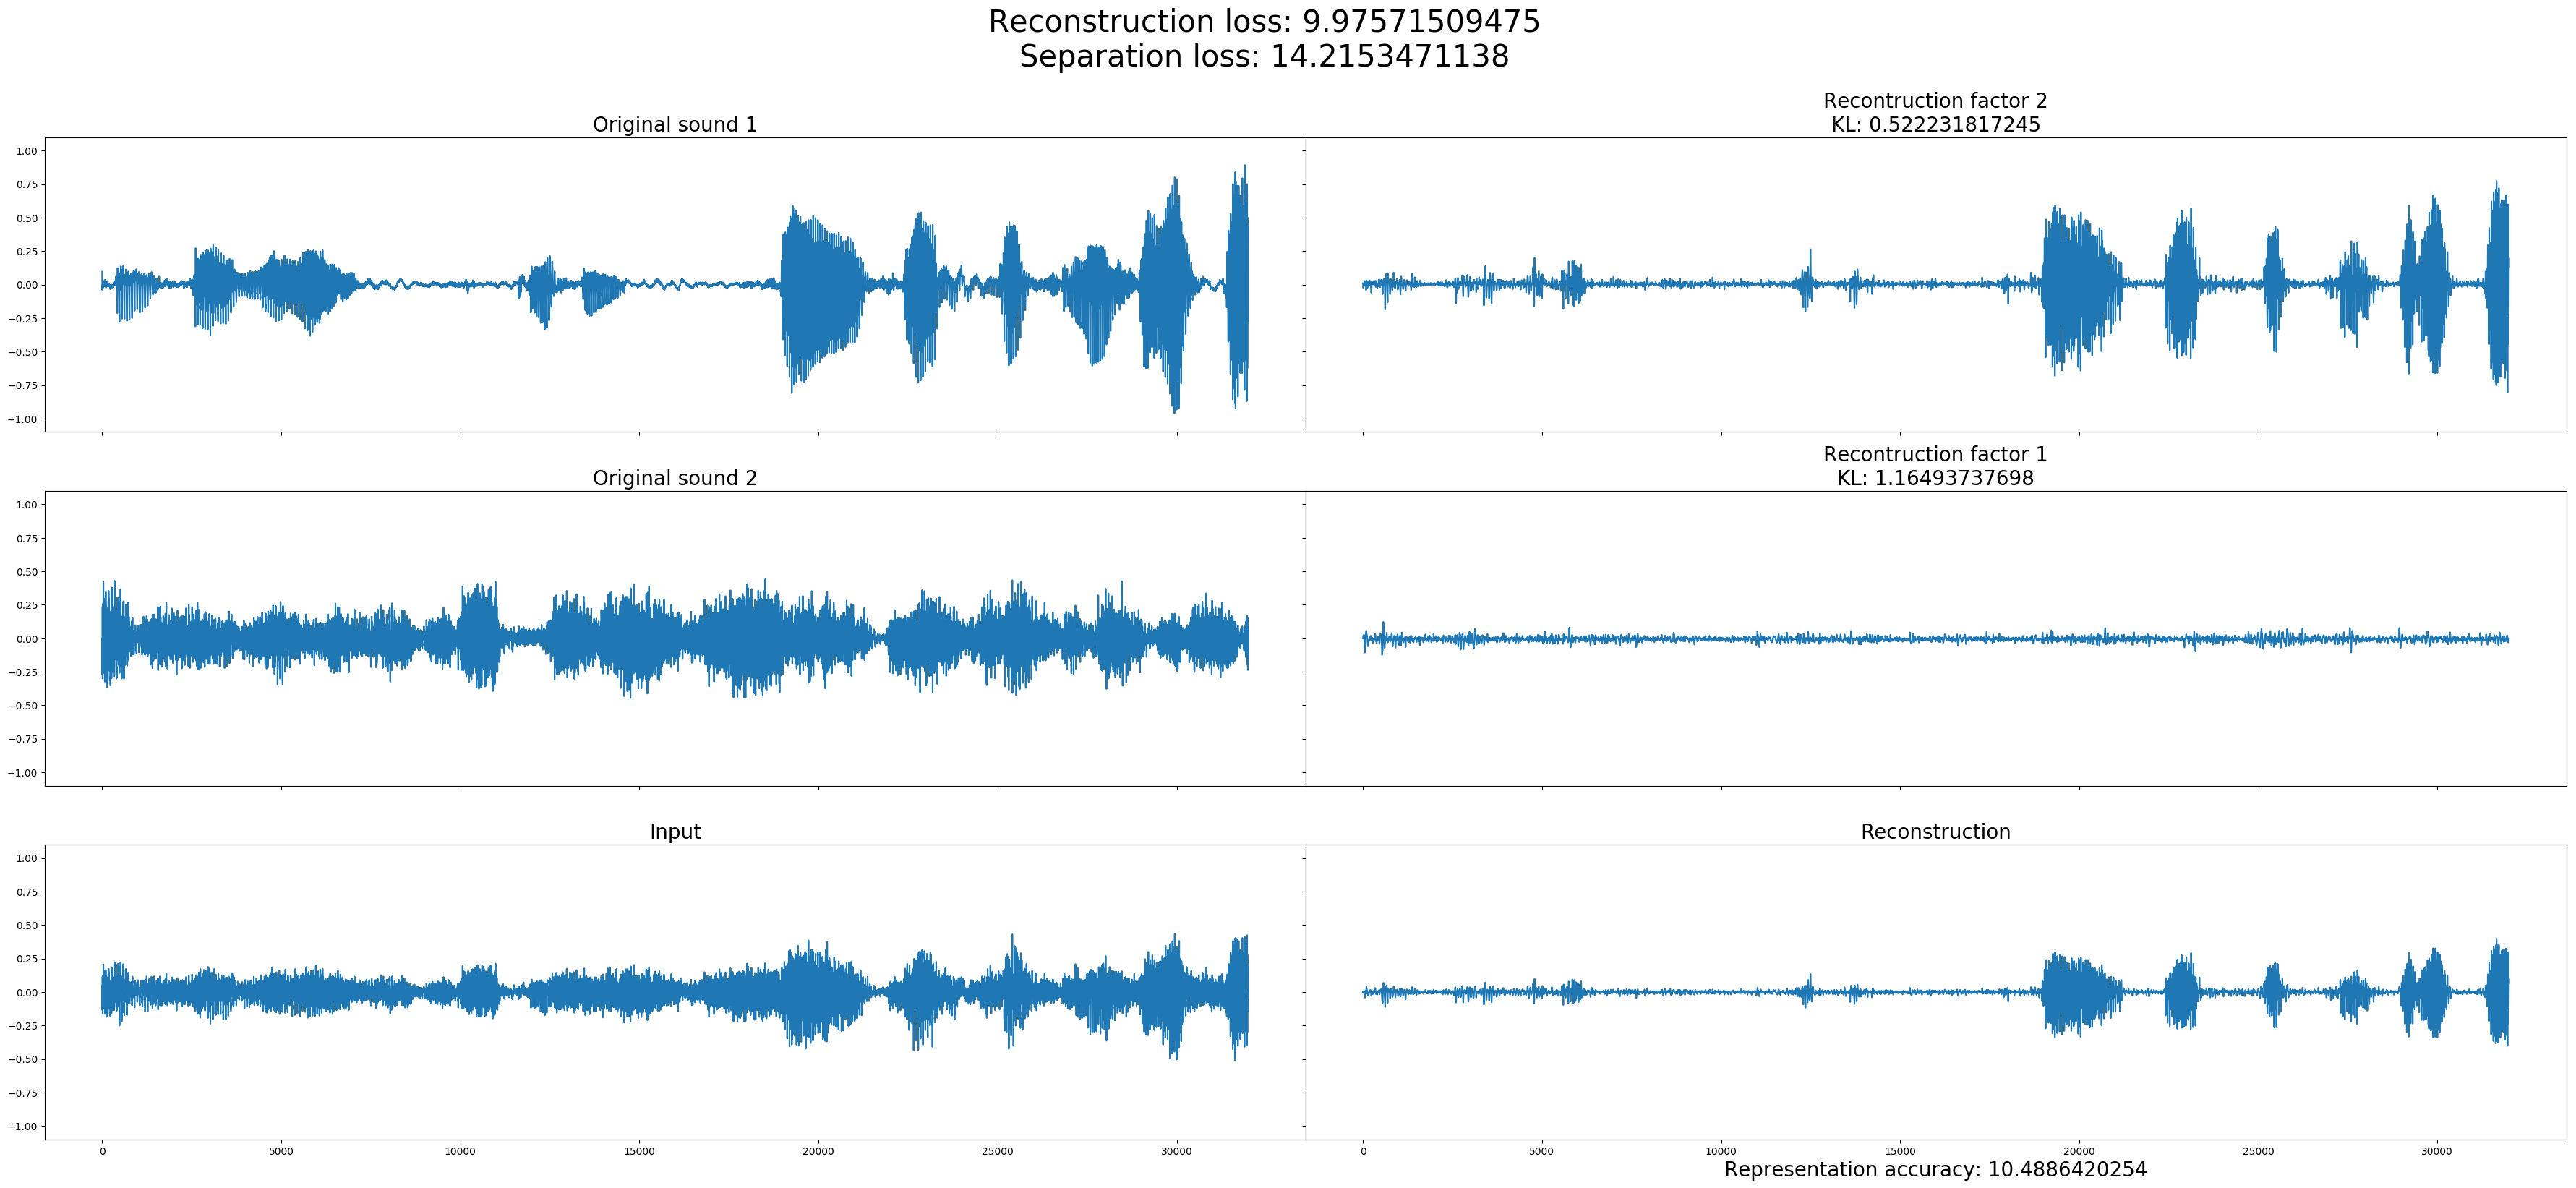 Reconstruction loss: 9.97571509475
Separation loss: 14.2153471138
Original sound 1
Recontruction factor 2
KL: 0.522231817245
1.00
0.75
0.50
0.25
0.00
−0.25
−0.50
−0.75
−1.00
Original sound 2
Recontruction factor 1
KL: 1.16493737698
1.00
0.75
0.50
0.25
0.00
−0.25
−0.50
−0.75
−1.00
Input
Reconstruction
1.00
0.75
0.50
0.25
0.00
−0.25
−0.50
−0.75
−1.00
0 5000 10000 15000 20000 25000 30000
0 5000 10000 15000 20000 25000 30000
Representation accuracy: 10.4886420254